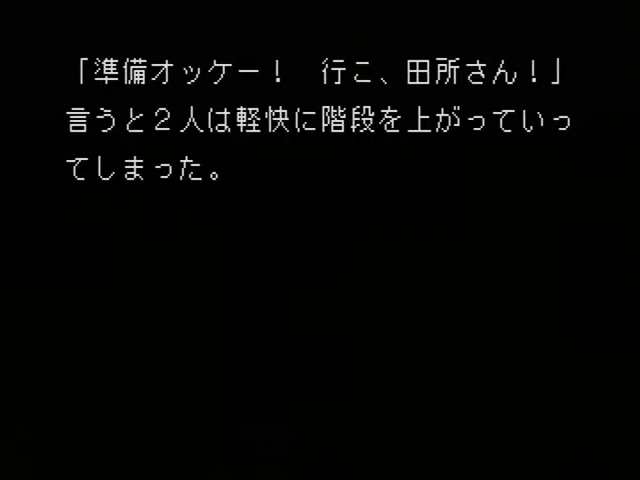 「準備オッケー！　行こ、田所さん！」
言うと２人は軽快に階段を上がっていっ
てしまった。